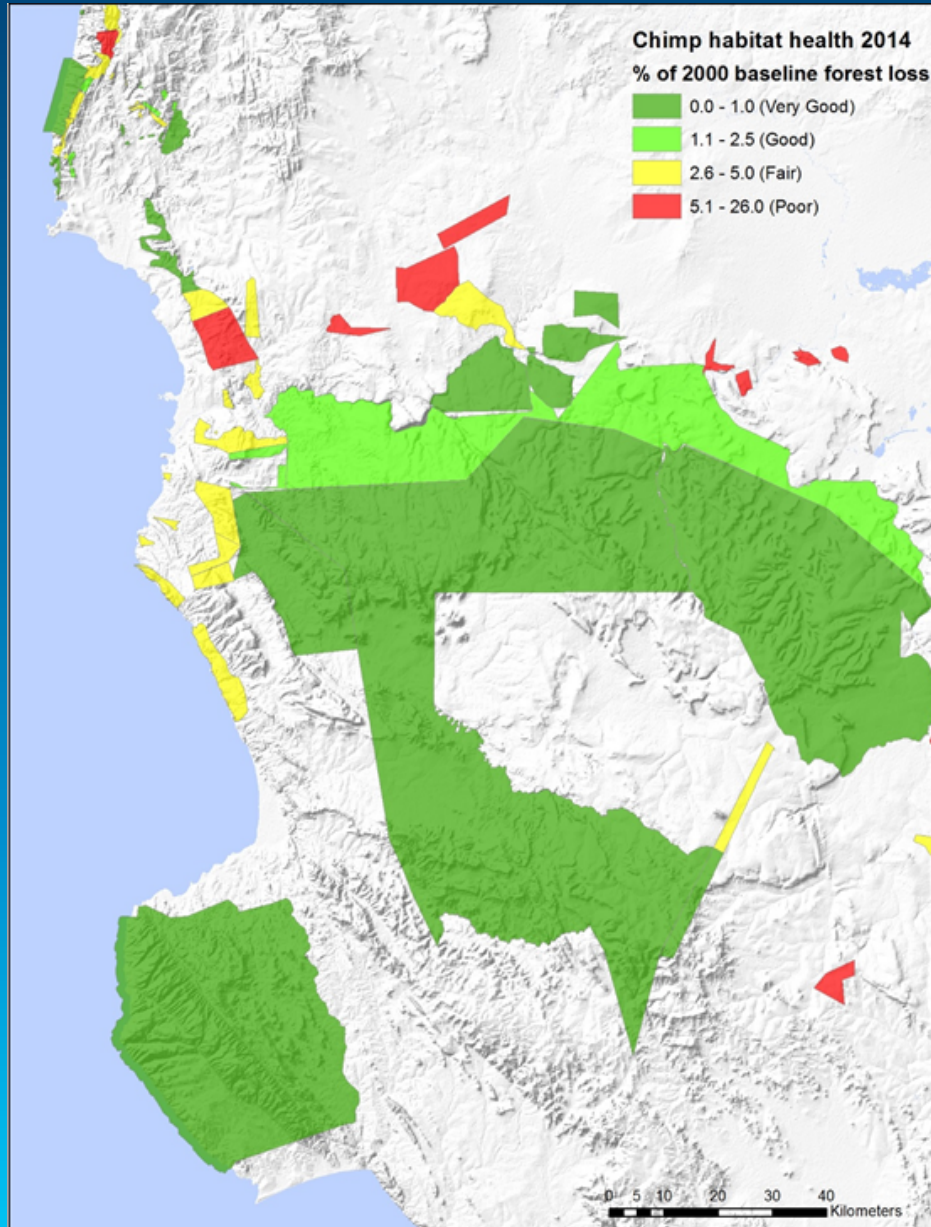 Chimp habitat health 2014
% of 2000 baseline forest loss
0.0 - 1.0 (Very Good)
1.1 - 2.5 (Good)
2.6 - 5.0 (Fair)
5.1 - 26.0 (Poor)
0 5 10 20 30 40
Kilometers